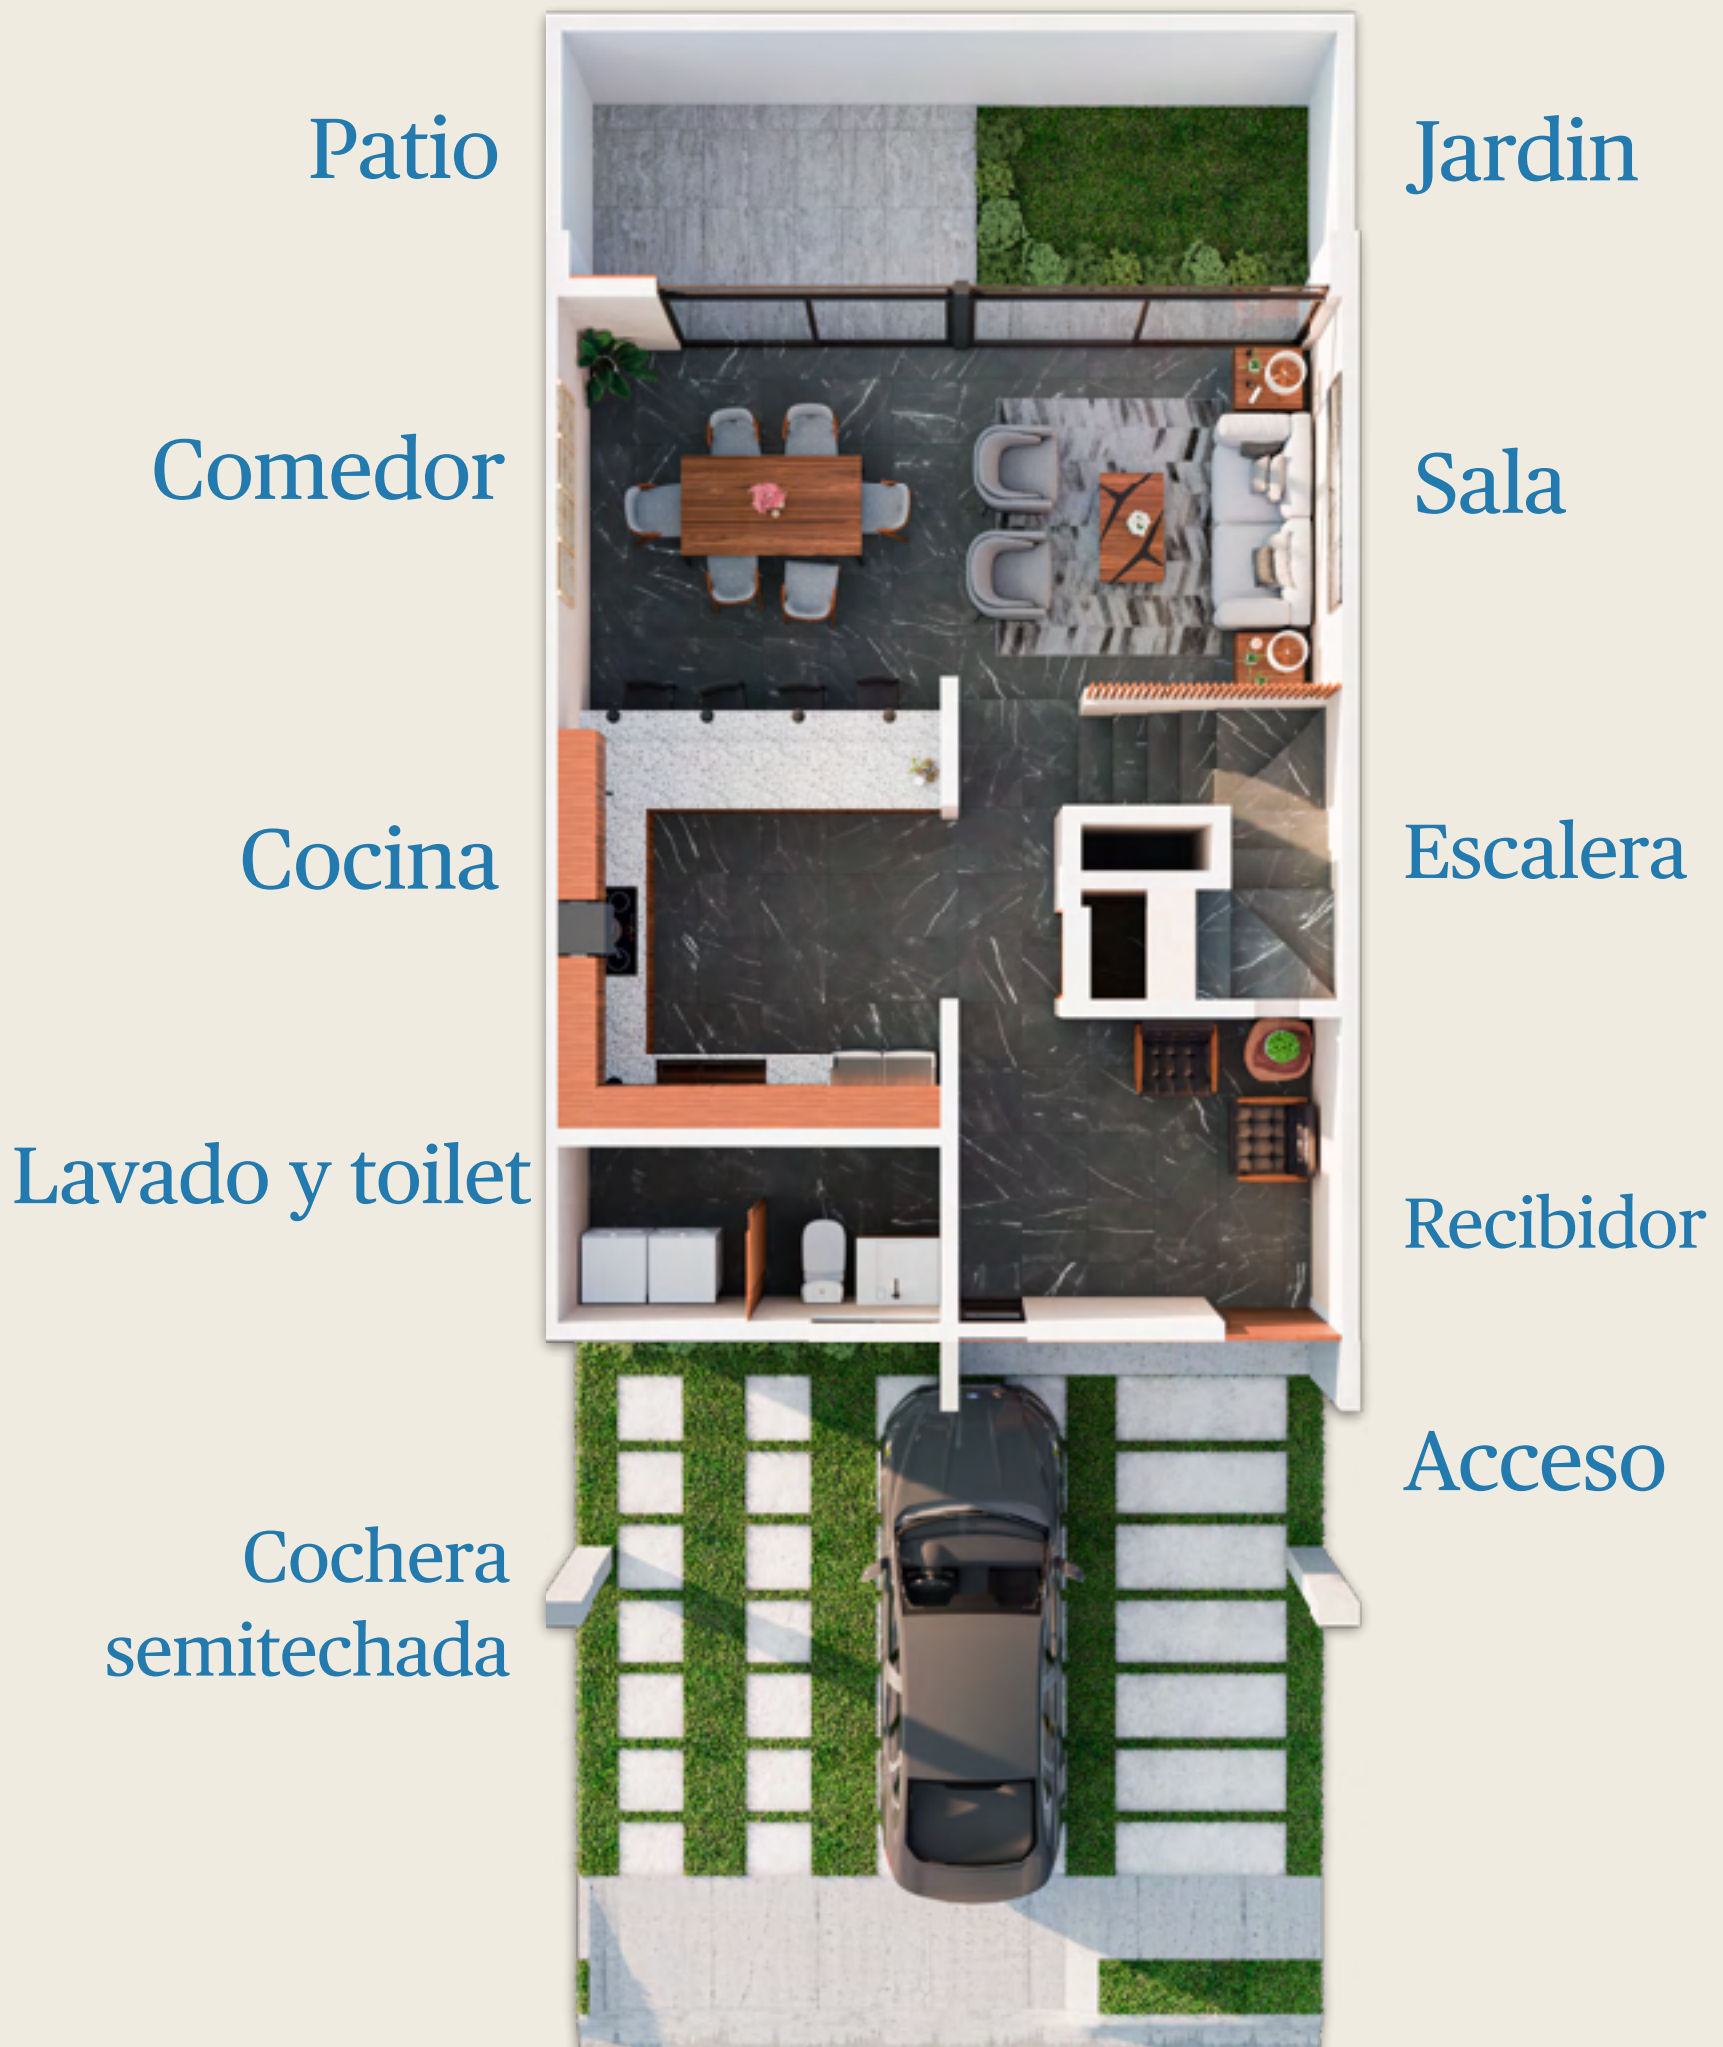 Patio
Jardin
Comedor
Sala
Cocina
Escalera
Lavado y toilet
Recibidor
Acceso
Cochera
semitechada